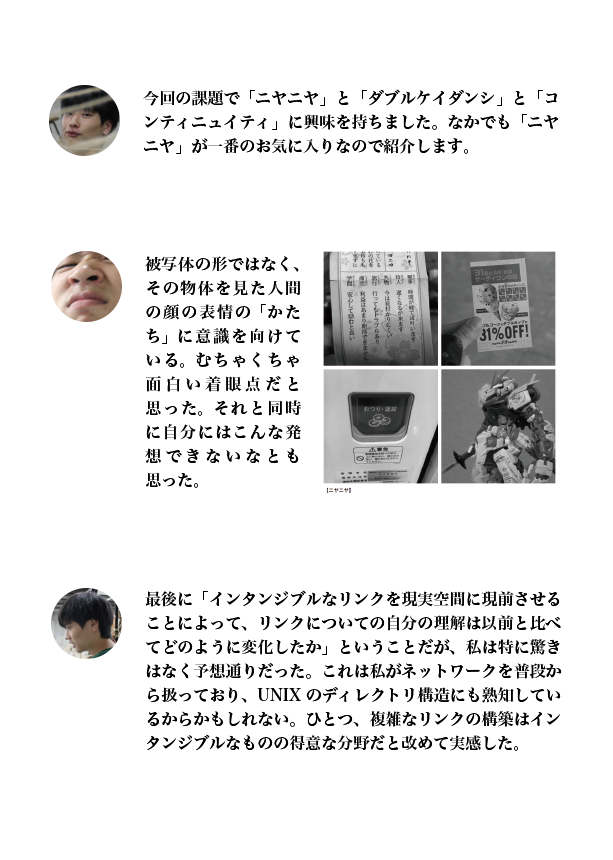 今回の課題で「ニヤニヤ」と「ダブルケイダンシ」と「コ
ンティニュイティ」に興味を持ちました。なかでも「ニヤ
ニヤ」が一番のお気に入りなので紹介します。
被写体の形ではなく、
その物体を見た人間
の顔の表情の「かた
ち」に意識を向けて
いる。むちゃくちゃ
面白い着眼点だと
思った。それと同時
に自分にはこんな発
想できないなとも
思った。
31%OFF!
おつり・返却
警告
【ニヤニヤ】
最後に「インタンジブルなリンクを現実空間に現前させる
ことによって、リンクについての自分の理解は以前と比べ
てどのように変化したか」ということだが、私は特に驚き
はなく予想通りだった。これは私がネットワークを普段か
ら扱っており、UNIX のディレクトリ構造にも熟知してい
るからかもしれない。ひとつ、複雑なリンクの構築はイン
タンジブルなものの得意な分野だと改めて実感した。